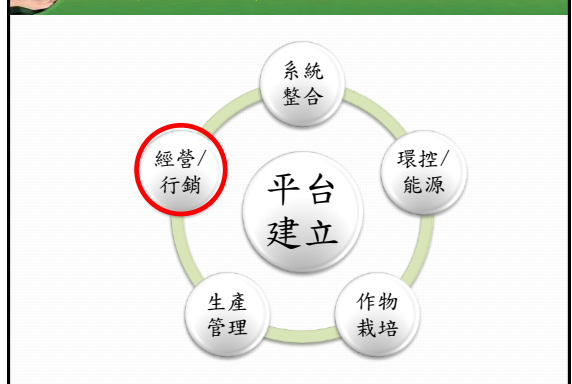 系統
整合
經營/
行銷
環控/
能源
平台
建立
生產
管理
作物
栽培